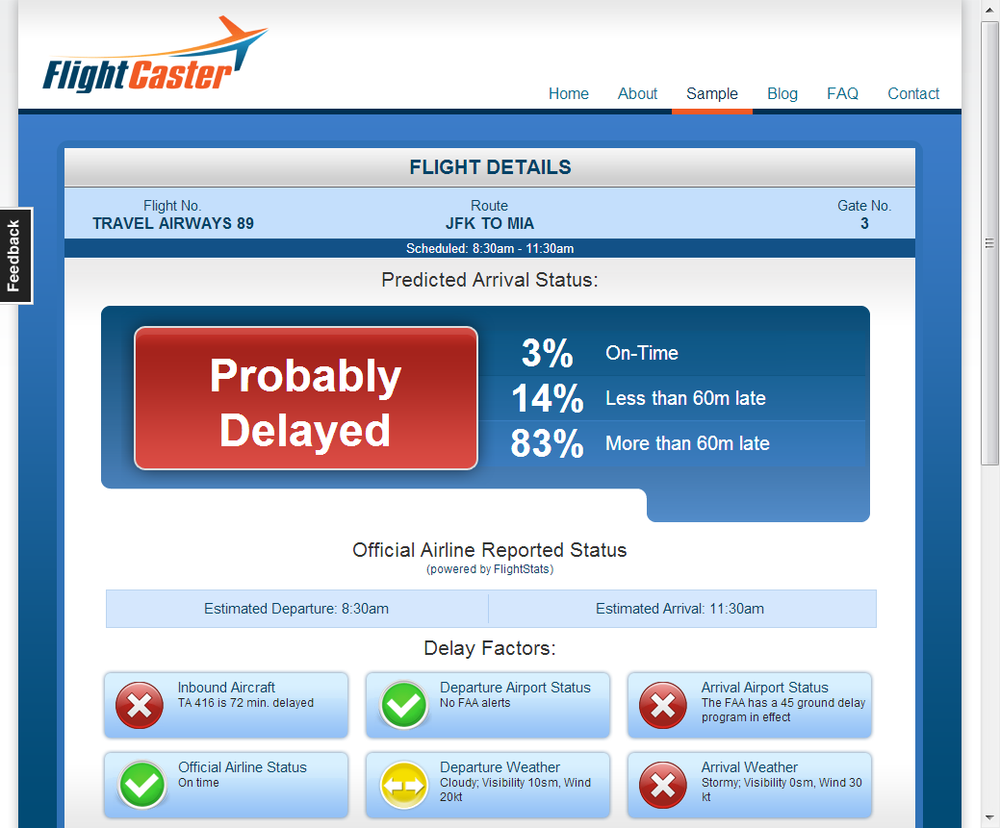 FlightCaster
Home About Sample Blog FAQ Contact
FLIGHT DETAILS
Flight No. Route Gate No.
TRAVEL AIRWAYS 89 JFK TO MIA 3
Scheduled: 8:30am - 11:30am
Feedback
Predicted Arrival Status:
Probably
Delayed
3% On-Time
14% Less than 60m late
83% More than 60m late
Official Airline Reported Status
(powered by FlightStats)
Estimated Departure: 8:30am Estimated Arrival: 11:30am
Delay Factors:
Inbound Aircraft
TA 416 is 72 min. delayed
Departure Airport Status
No FAA alerts
Arrival Airport Status
The FAA has a 45 ground delay
program in effect
Official Airline Status
On time
Departure Weather
Cloudy; Visibility 10sm, Wind
20kt
Arrival Weather
Stormy; Visibility 0sm, Wind 30
kt